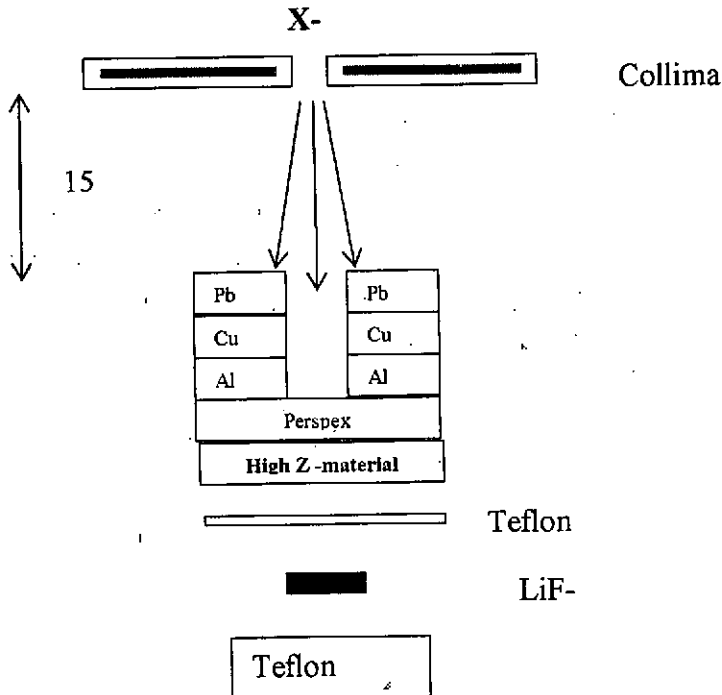 X-
Collima
15
Pb Pb
Cu Cu
Al Al
Perspex
High Z -material
Teflon
LiF-
Teflon